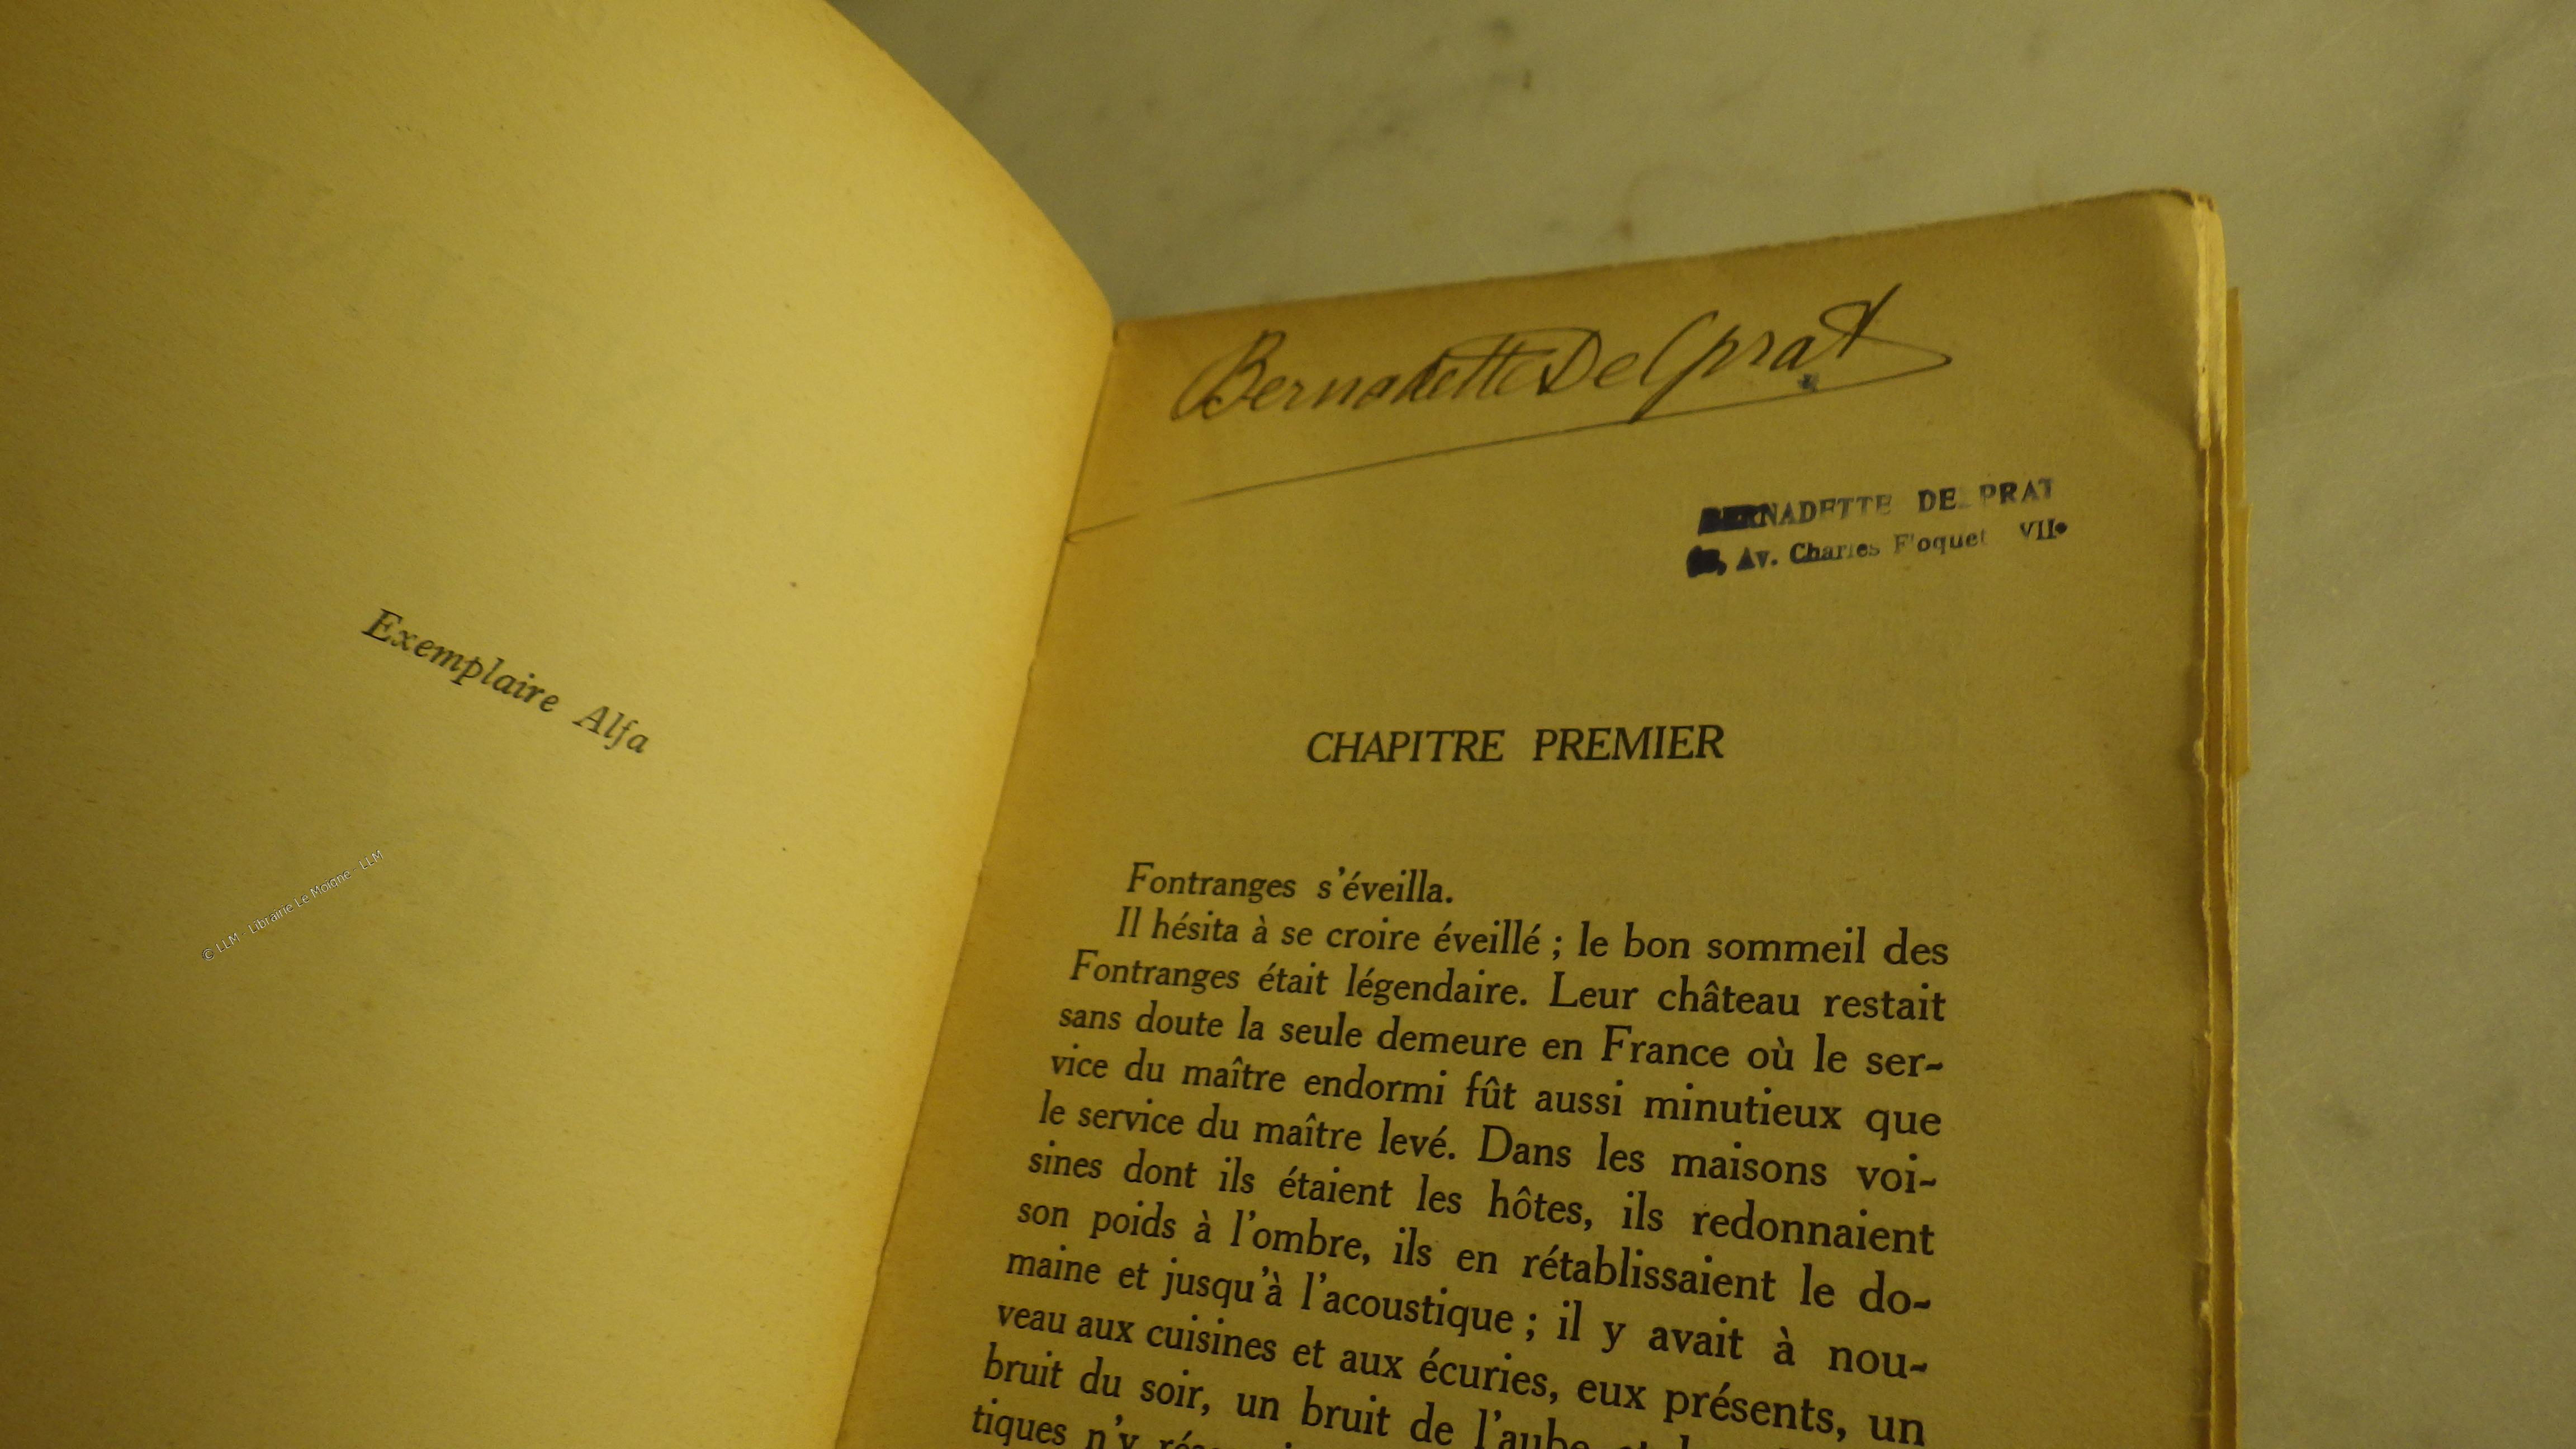 Exemplaire Alfa
© LLM - Librairie Le Moigne - LLM
Bernadette Delprat
BERNADETTE DELPRAT
Av. Charles Floquet VIIe
CHAPITRE PREMIER
Fontranges s'éveilla.
Il hésita à se croire éveillé ; le bon sommeil des
Fontranges était légendaire. Leur château restait
sans doute la seule demeure en France où le ser-
vice du maître endormi fût aussi minutieux que
le service du maître levé. Dans les maisons voi-
sines dont ils étaient les hôtes, ils redonnaient
son poids à l'ombre, ils en rétablissaient le do-
maine et jusqu'à l'acoustique ; il y avait à nou-
veau aux cuisines et aux écuries, eux présents, un
bruit du soir, un bruit de l'aube
tiques n'y